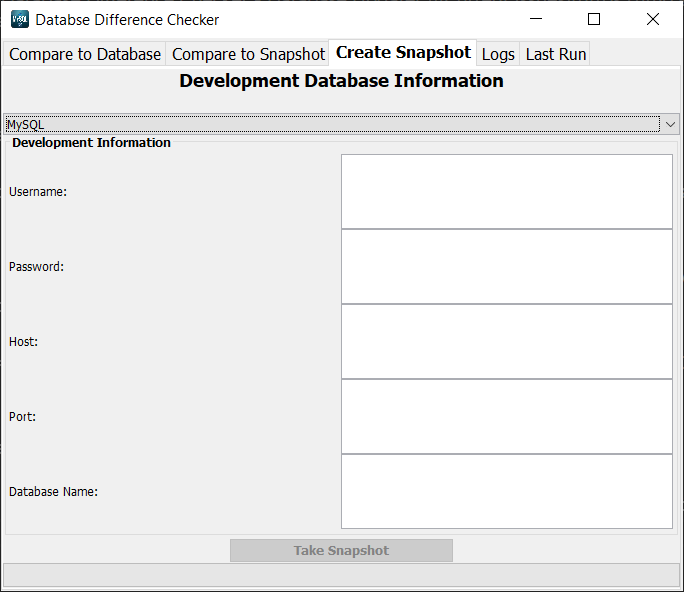 MySQL
Databse Difference Checker
Compare to Database Compare to Snapshot Create Snapshot Logs Last Run
Development Database Information
MySQL
Development Information
Username:
Password:
Host:
Port:
Database Name:
Take Snapshot